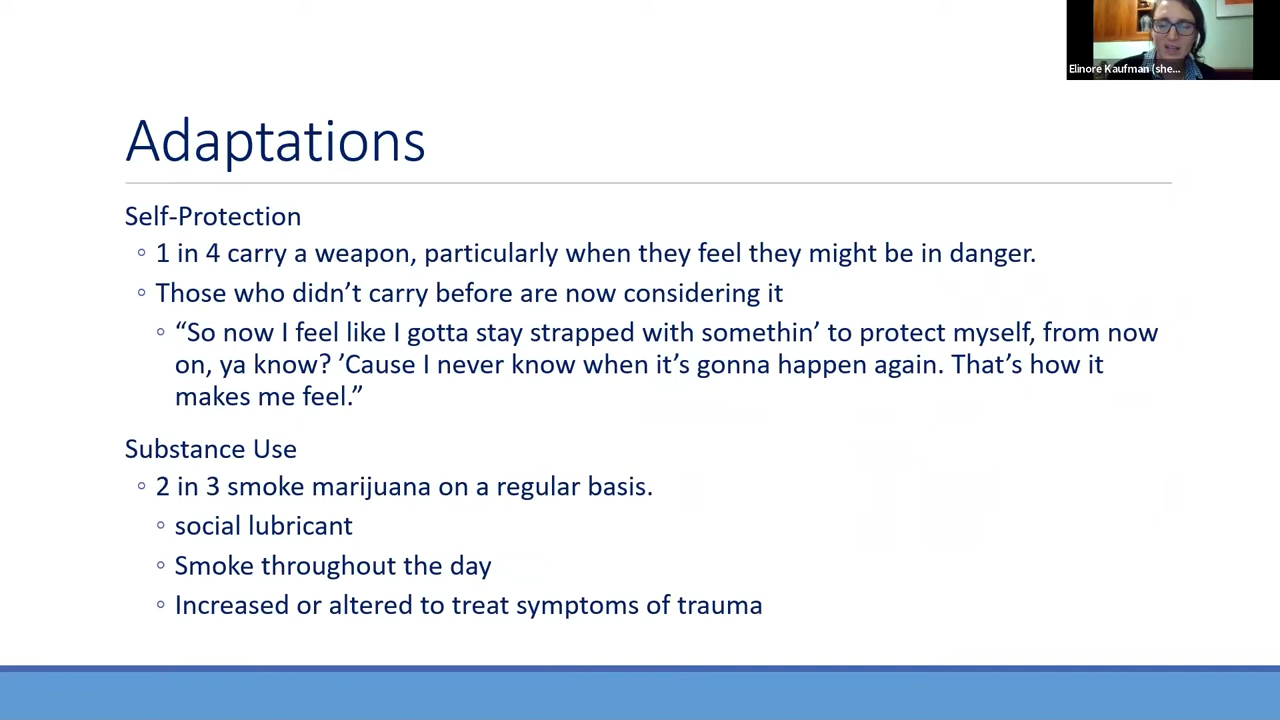 Elinore Kaufman (she...
Adaptations
Self-Protection
◦ 1 in 4 carry a weapon, particularly when they feel they might be in danger.
◦ Those who didn’t carry before are now considering it
◦ “So now I feel like I gotta stay strapped with somethin’ to protect myself, from now
on, ya know? ’Cause I never know when it’s gonna happen again. That’s how it
makes me feel.”
Substance Use
◦ 2 in 3 smoke marijuana on a regular basis.
◦ social lubricant
◦ Smoke throughout the day
◦ Increased or altered to treat symptoms of trauma